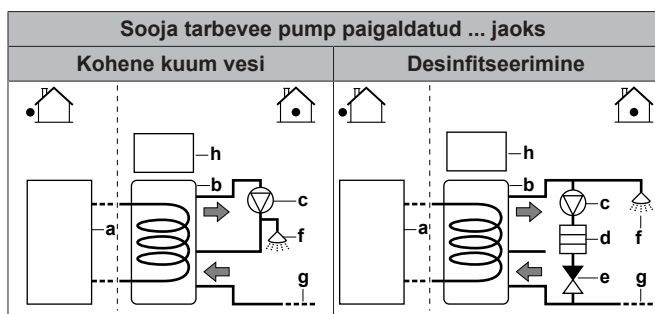 Sooja tarbevee pump paigaldatud ... jaoks
Kohene kuum vesi
Desinfitseerimine
h
b
c
a
f
g
h
b
c
a
d
f
e
g